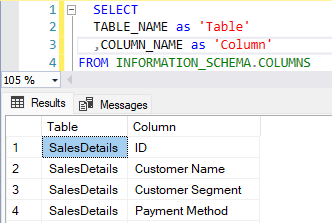 1 SELECT
2 TABLE_NAME as 'Table'
3 ,COLUMN_NAME as 'Column'
4 FROM INFORMATION_SCHEMA.COLUMNS
105 %
Results Messages
Table Column
1 SalesDetails ID
2 SalesDetails Customer Name
3 SalesDetails Customer Segment
4 SalesDetails Payment Method